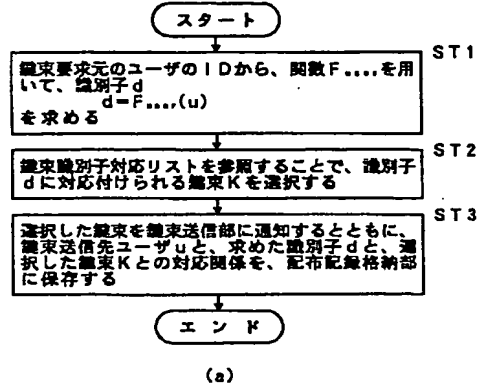 スタート
ST1
鍵束要求元のユーザのIDから、関数F....を用
いて、識別子d
d=F....(u)
を求める
ST2
鍵束識別子対応リストを参照することで、識別子
dに対応付けられる鍵束Kを選択する
ST3
選択した鍵束を鍵束送信部に通知するとともに、
鍵束送信先ユーザuと、求めた識別子dと、選
択した鍵束Kとの対応関係を、配布記録格納部
に保存する
エンド
(a)